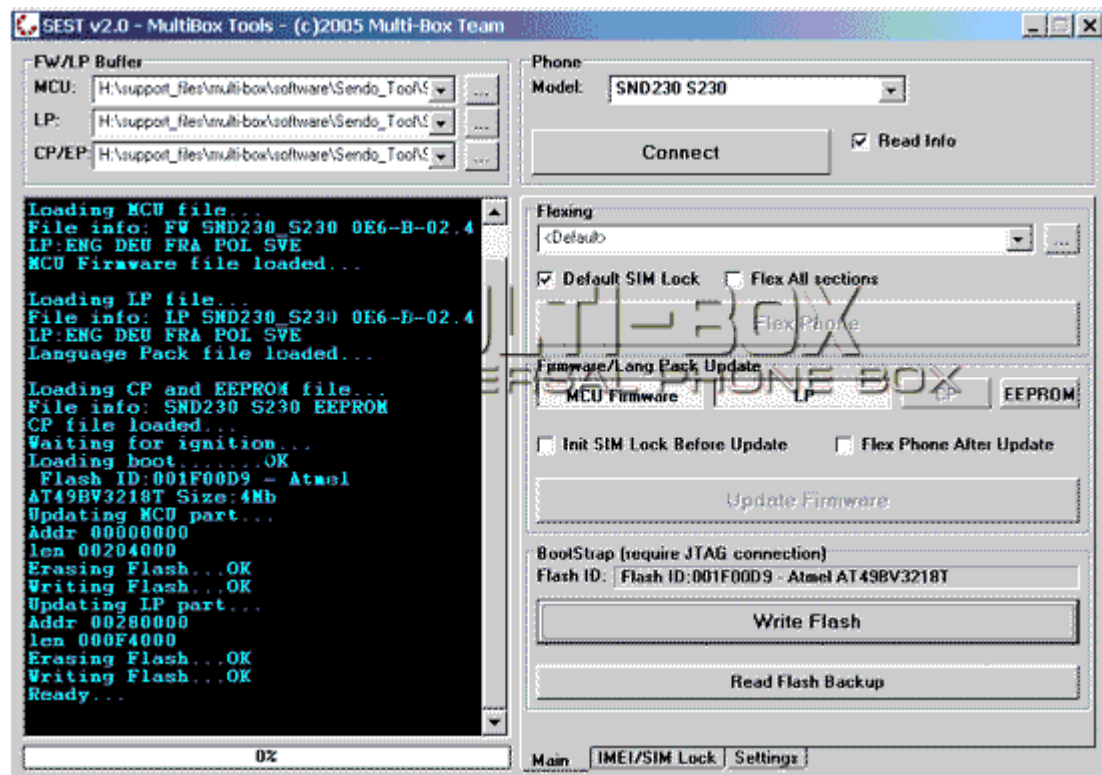 SEST v2.0 - MultiBox Tools - (c)2005 Multi-Box Team
FW/LP Buffer
MCU: H:\support_files\multi-box\software\Sendo_Tool\S ...
LP: H:\support_files\multi-box\software\Sendo_Tool\S ...
CP/EP: H:\support_files\multi-box\software\Sendo_Tool\S ...
Loading MCU file...
File info: FW SND230_S230 0E6-B-02.4
LP:ENG DEU FRA POL SVE
MCU Firmware file loaded...
Loading LP file...
File info: LP SND230_S230 0E6-B-02.4
LP:ENG DEU FRA POL SVE
Language Pack file loaded...
Loading CP and EEPROM file...
File info: SND230 S230 EEPROM
CP file loaded...
Waiting for ignition...
Loading boot.......OK
Flash ID:001F00D9 - Atmel
AT49BV3218T Size:4Mb
Updating MCU part...
Addr 00000000
len 00204000
Erasing Flash...OK
Writing Flash...OK
Updating LP part...
Addr 00280000
len 000F4000
Erasing Flash...OK
Writing Flash...OK
Ready...
0%
Phone
Model: SND230 S230
Connect
Read Info
Flexing
<Default> ...
Default SIM Lock Flex All sections
Flex Phone
ULTI-BOX
ERSAL PHONE BOX
Firmware/Lang Pack Update
MCU Firmware LP CP EEPROM
Init SIM Lock Before Update Flex Phone After Update
Update Firmware
BootStrap (require JTAG connection)
Flash ID: Flash ID:001F00D9 - Atmel AT49BV3218T
Write Flash
Read Flash Backup
Main IMEI/SIM Lock Settings